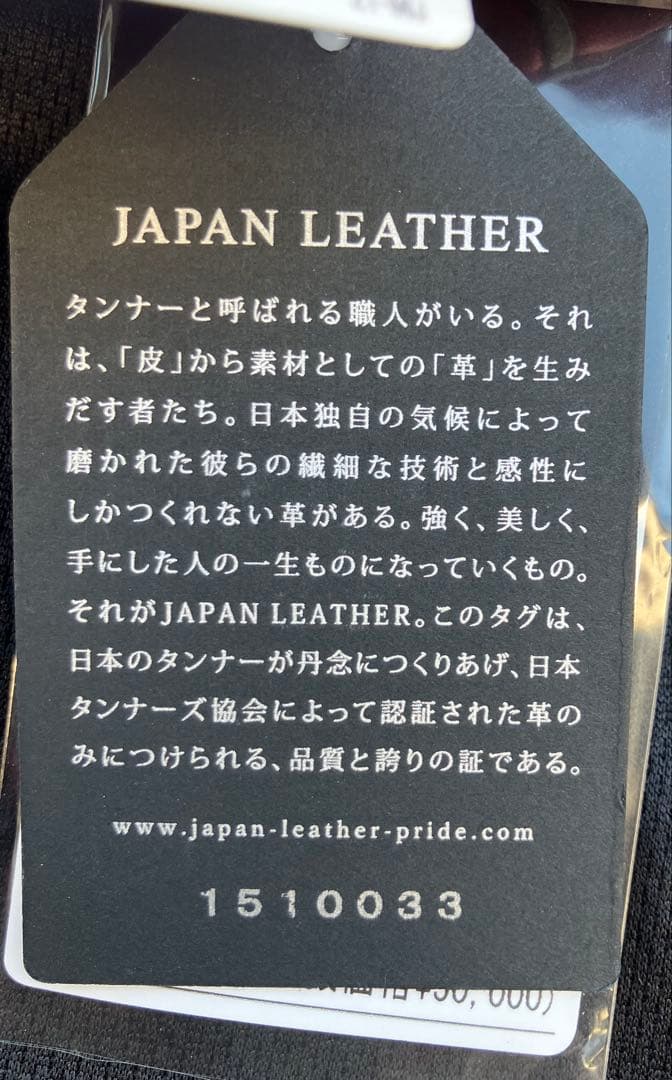 JAPAN LEATHER
タンナーと呼ばれる職人がいる。それ
は、「皮」から素材としての「革」を生み
だす者たち。日本独自の気候によって
磨かれた彼らの繊細な技術と感性に
しかつくれない革がある。強く、美しく、
手にした人の一生ものになっていくもの。
それがJAPAN LEATHER。このタグは、
日本のタンナーが丹念につくりあげ、日本
タンナーズ協会によって認証された革の
みにつけられる、品質と誇りの証である。
www.japan-leather-pride.com
1510033